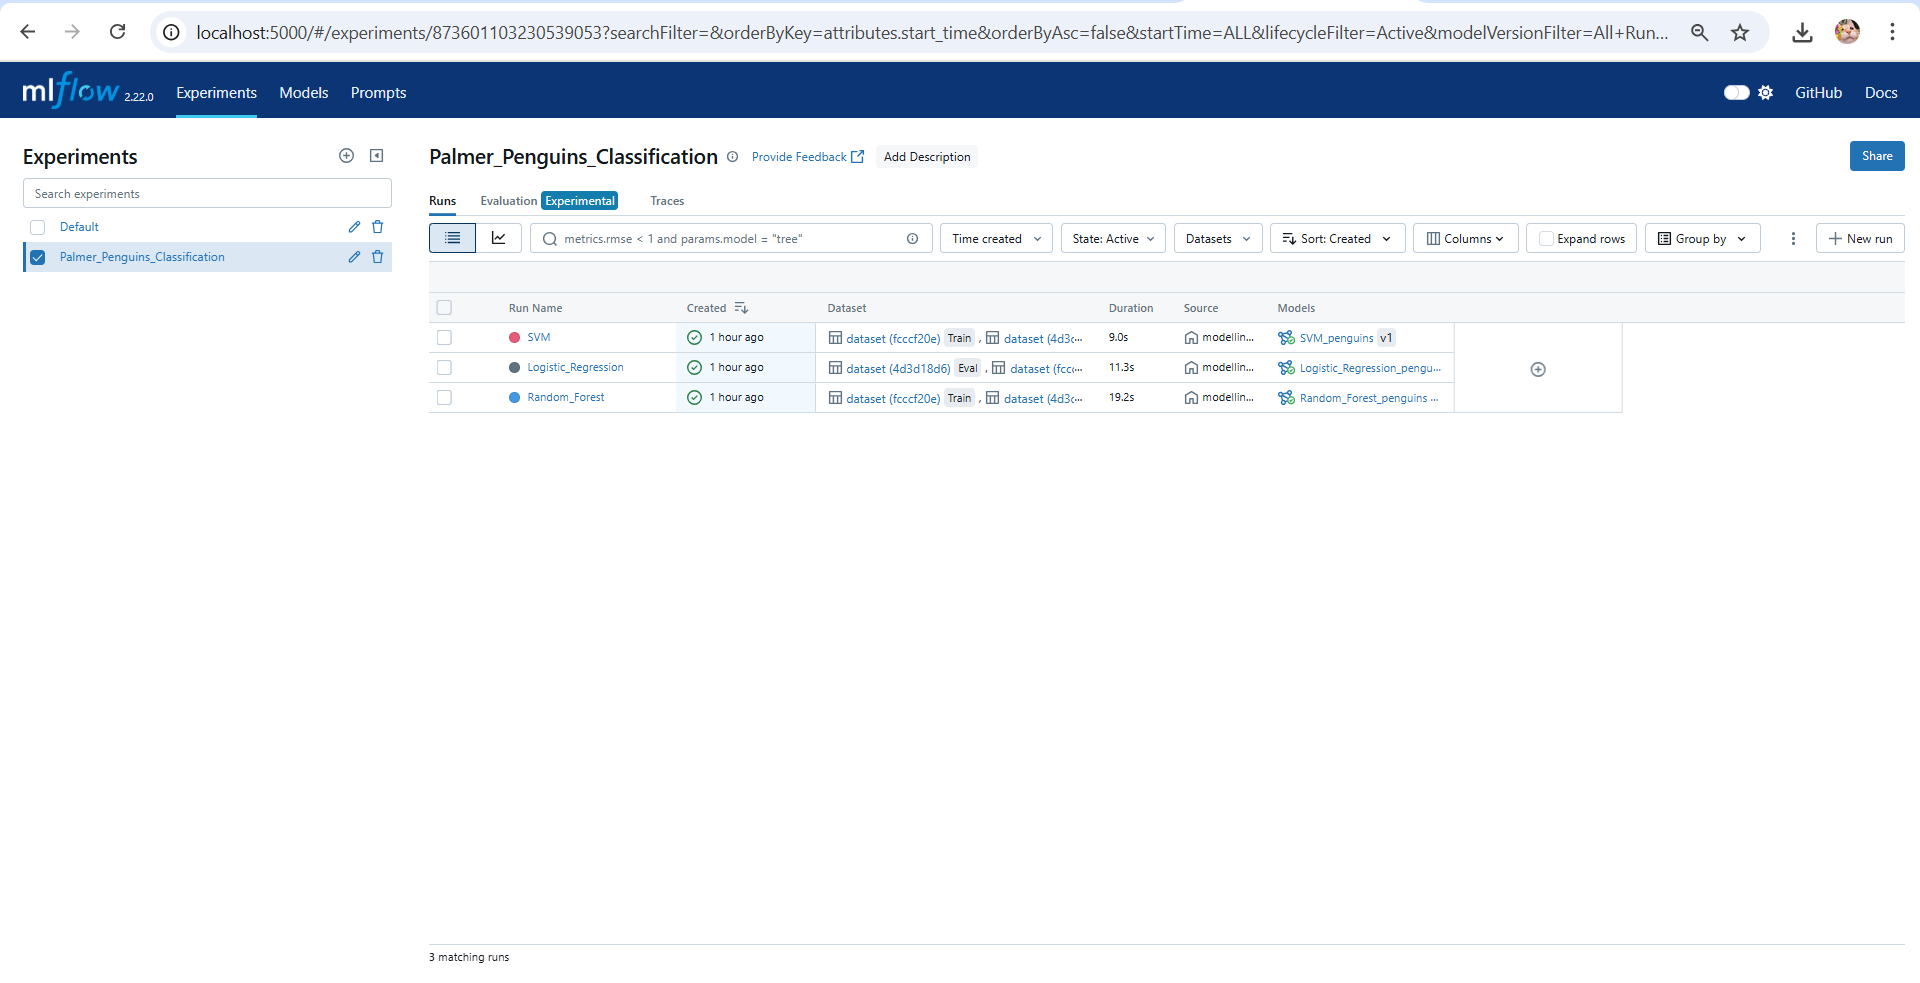 localhost:5000/#/experiments/873601103230539053?searchFilter=&orderByKey=attributes.start_time&orderByAsc=false&startTime=ALL&lifecycleFilter=Active&modelVersionFilter=All+Run...
mlflow 2.22.0 Experiments Models Prompts GitHub Docs
Experiments
Search experiments
Default
Palmer_Penguins_Classification
Palmer_Penguins_Classification Provide Feedback Add Description Share
Runs Evaluation Experimental Traces
metrics.rmse < 1 and params.model = "tree" Time created State: Active Datasets Sort: Created Columns Expand rows Group by New run
Run Name Created Dataset Duration Source Models
SVM 1 hour ago dataset (fcccf20e) Train , dataset (4d3c... 9.0s modellin... SVM_penguins v1
Logistic_Regression 1 hour ago dataset (4d3d18d6) Eval , dataset (fcc... 11.3s modellin... Logistic_Regression_pengu...
Random_Forest 1 hour ago dataset (fcccf20e) Train , dataset (4d3c... 19.2s modellin... Random_Forest_penguins ...
3 matching runs